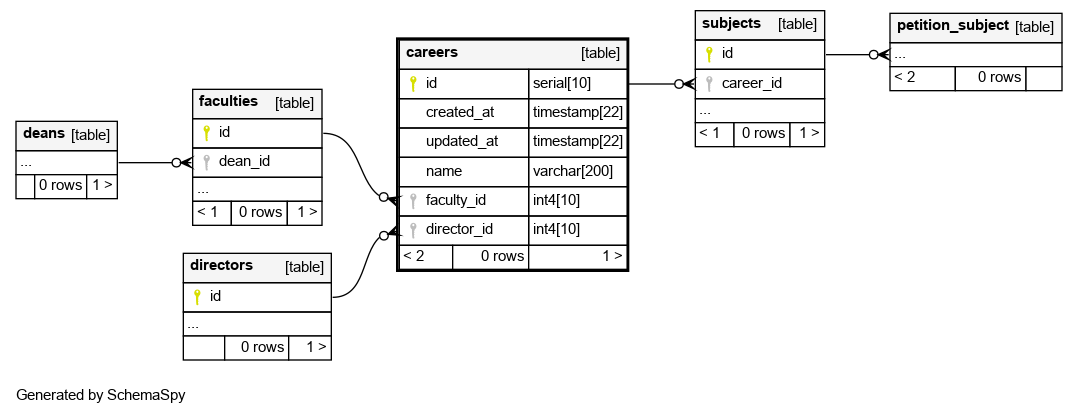 deans [table]
...
0 rows 1 >
faculties [table]
id
dean_id
...
< 1 0 rows 1 >
directors [table]
id
...
0 rows 1 >
careers [table]
id serial[10]
created_at timestamp[22]
updated_at timestamp[22]
name varchar[200]
faculty_id int4[10]
director_id int4[10]
< 2 0 rows 1 >
subjects [table]
id
career_id
...
< 1 0 rows 1 >
petition_subject [table]
...
< 2 0 rows
Generated by SchemaSpy